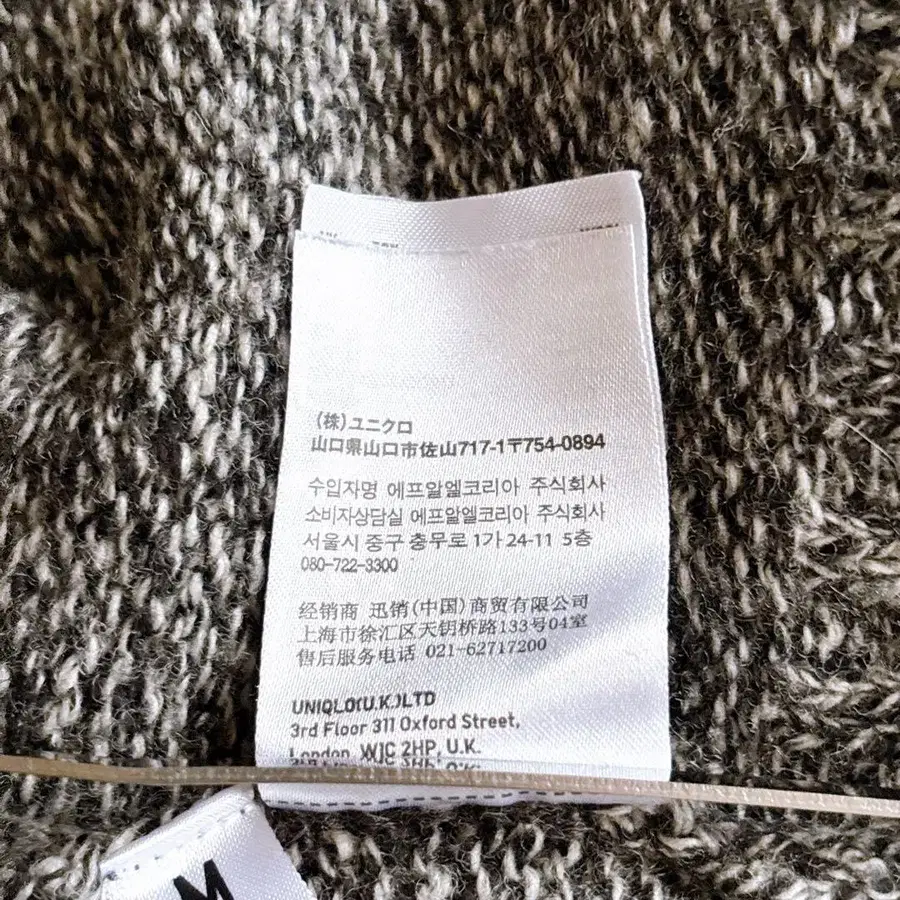 (株)ユニクロ
山口県山口市佐山717-1〒754-0894
수입자명 에프알엘코리아 주식회사
소비자상담실 에프알엘코리아 주식회사
서울시 중구 충무로 1가 24-11 5층
080-722-3300
经销商 迅销(中国)商贸有限公司
上海市徐汇区天钥桥路133号04室
售后服务电话 021-62717200
UNIQLO(U.K.)LTD
3rd Floor 311 Oxford Street,
London, W1C 2HP, U.K.
M